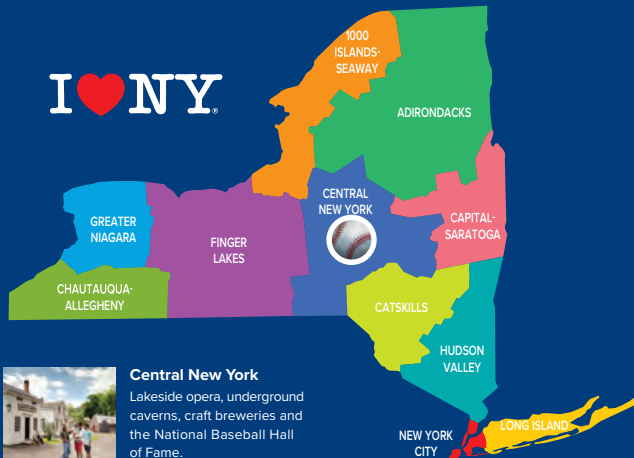 1000
ISLANDS-
SEAWAY
I NY®
ADIRONDACKS
CENTRAL
NEW YORK
GREATER
NIAGARA
FINGER
LAKES
CAPITAL-
SARATOGA
CHAUTAUQUA-
ALLEGHENY
CATSKILLS
HUDSON
VALLEY
Central New York
Lakeside opera, underground
caverns, craft breweries and
the National Baseball Hall
of Fame.
LONG ISLAND
NEW YORK
CITY